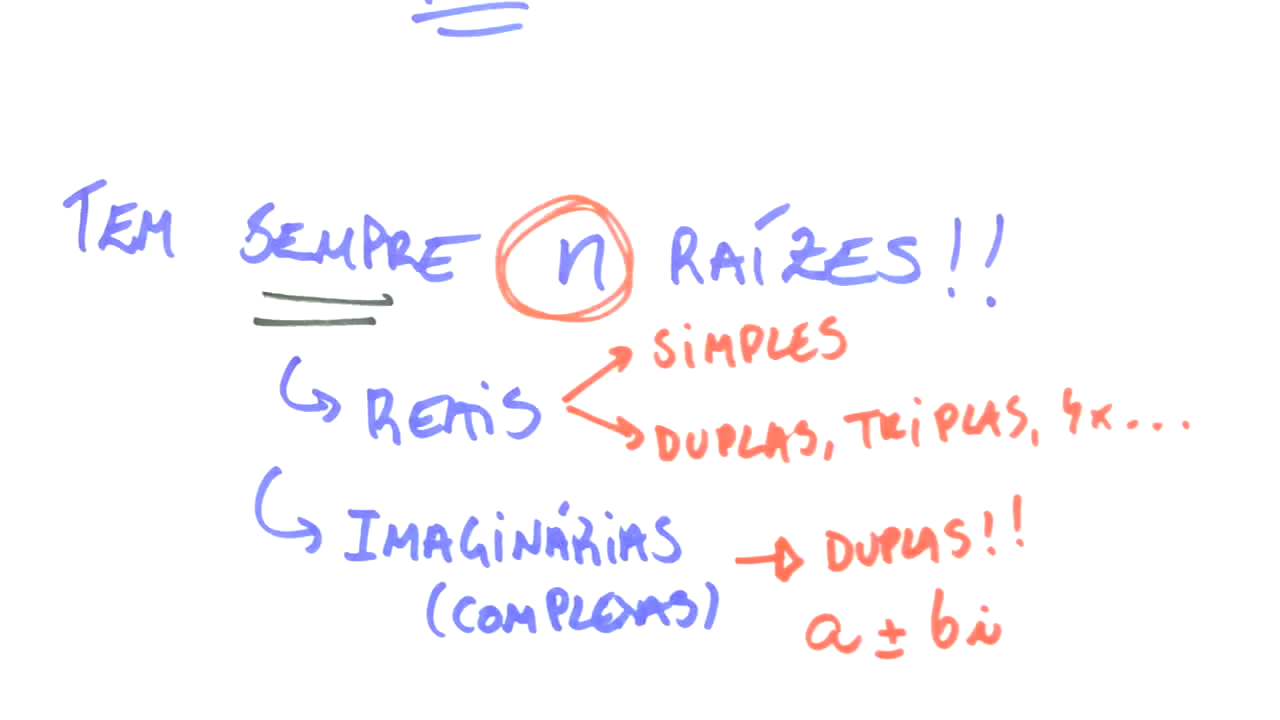 TEM SEMPRE n RAÍZES!!
SIMPLES
REAIS
DUPLAS, TRIPLAS, 4x...
IMAGINÁRIAS
DUPLAS!!
(COMPLEXAS)
a ± bi